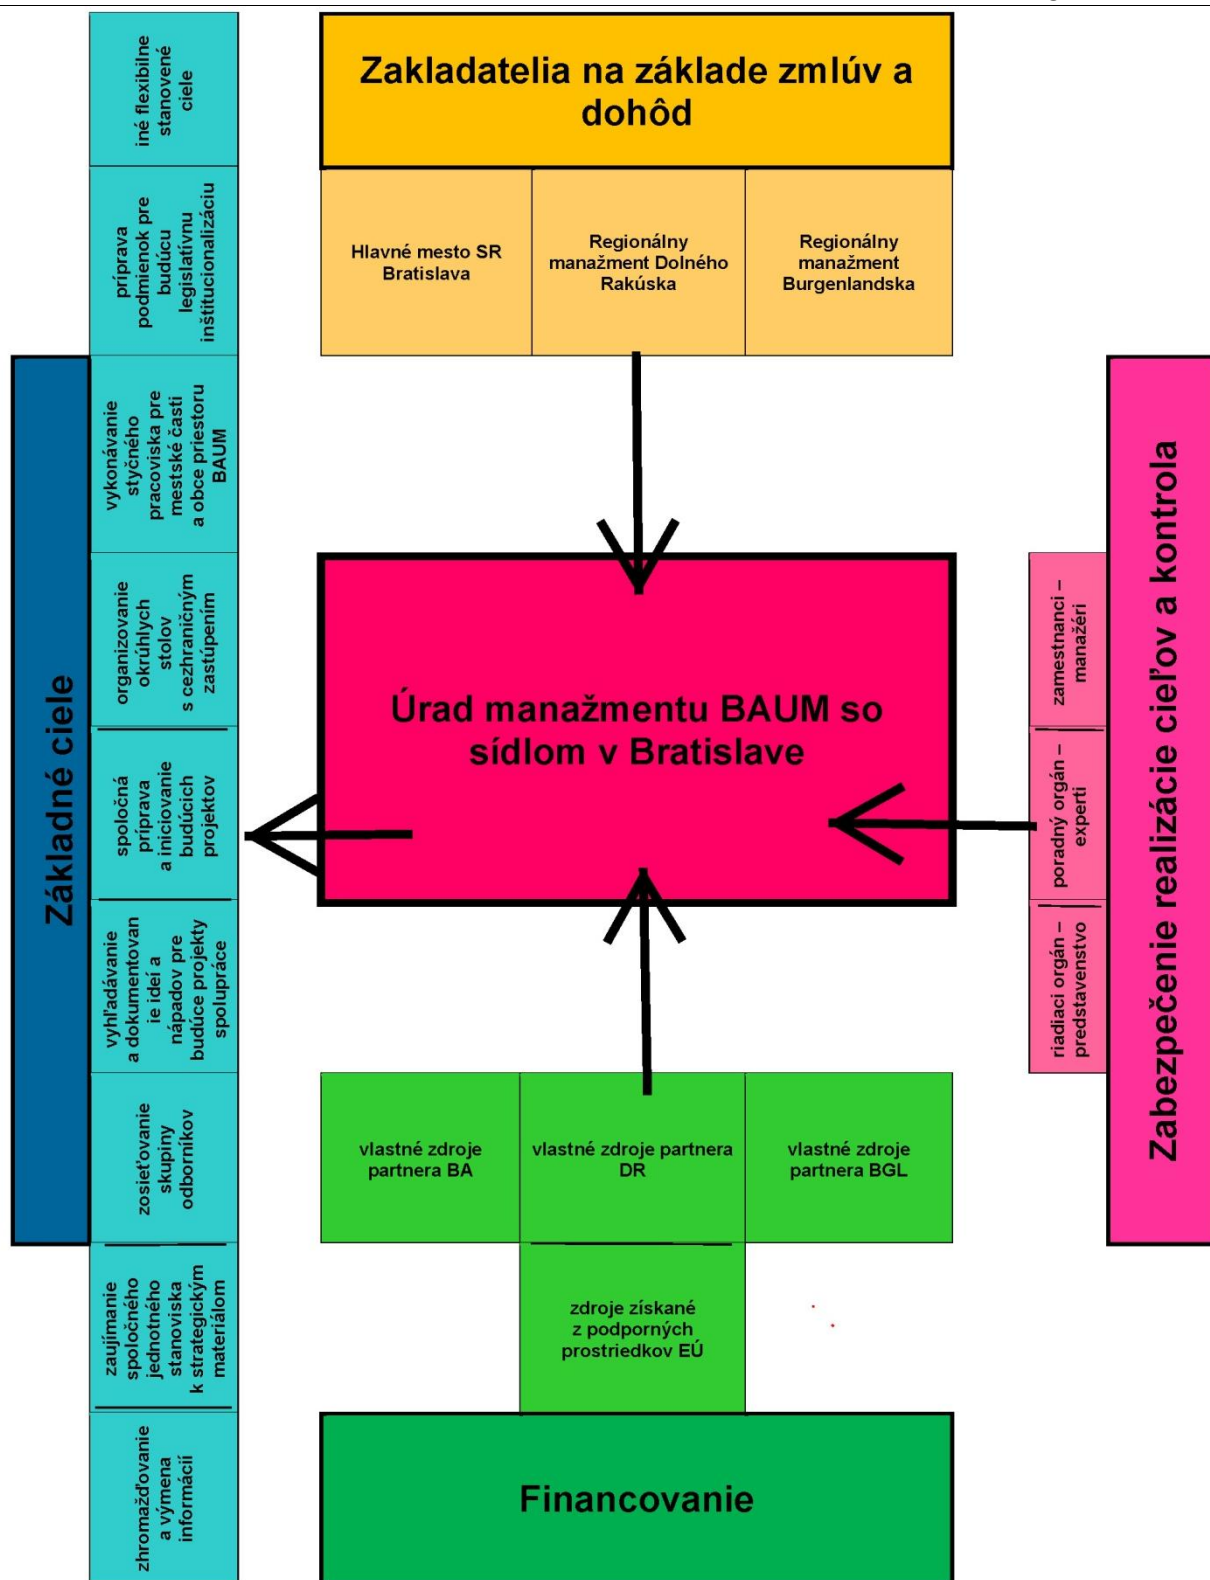 Zakladatelia na základe zmlúv a
dohôd
Hlavné mesto SR
Bratislava
Regionálny
manažment Dolného
Rakúska
Regionálny
manažment
Burgenlandska
Základné ciele
iné flexibilne
stanovené
ciele
príprava
podmienok pre
budúcu
legislatívnu
inštitucionalizáciu
vykonávanie
styčného
pracoviska pre
mestské časti
a obce priestoru
BAUM
organizovanie
okrúhlych
stolov
s cezhraničným
zastúpením
spoločná
príprava
a iniciovanie
budúcich
projektov
vyhľadávanie
a dokumentovan
ie ideí a
nápadov pre
budúce projekty
spolupráce
zosieťovanie
skupiny
odborníkov
zaujímanie
spoločného
jednotného
stanoviska
k strategickým
materiálom
zhromažďovanie
a výmena
informácií
Úrad manažmentu BAUM so
sídlom v Bratislave
zamestnanci –
manažéri
poradný orgán –
experti
riadiaci orgán –
predstavenstvo
Zabezpečenie realizácie cieľov a kontrola
vlastné zdroje
partnera BA
vlastné zdroje partnera
DR
vlastné zdroje
partnera BGL
zdroje získané
z podporných
prostriedkov EÚ
Financovanie